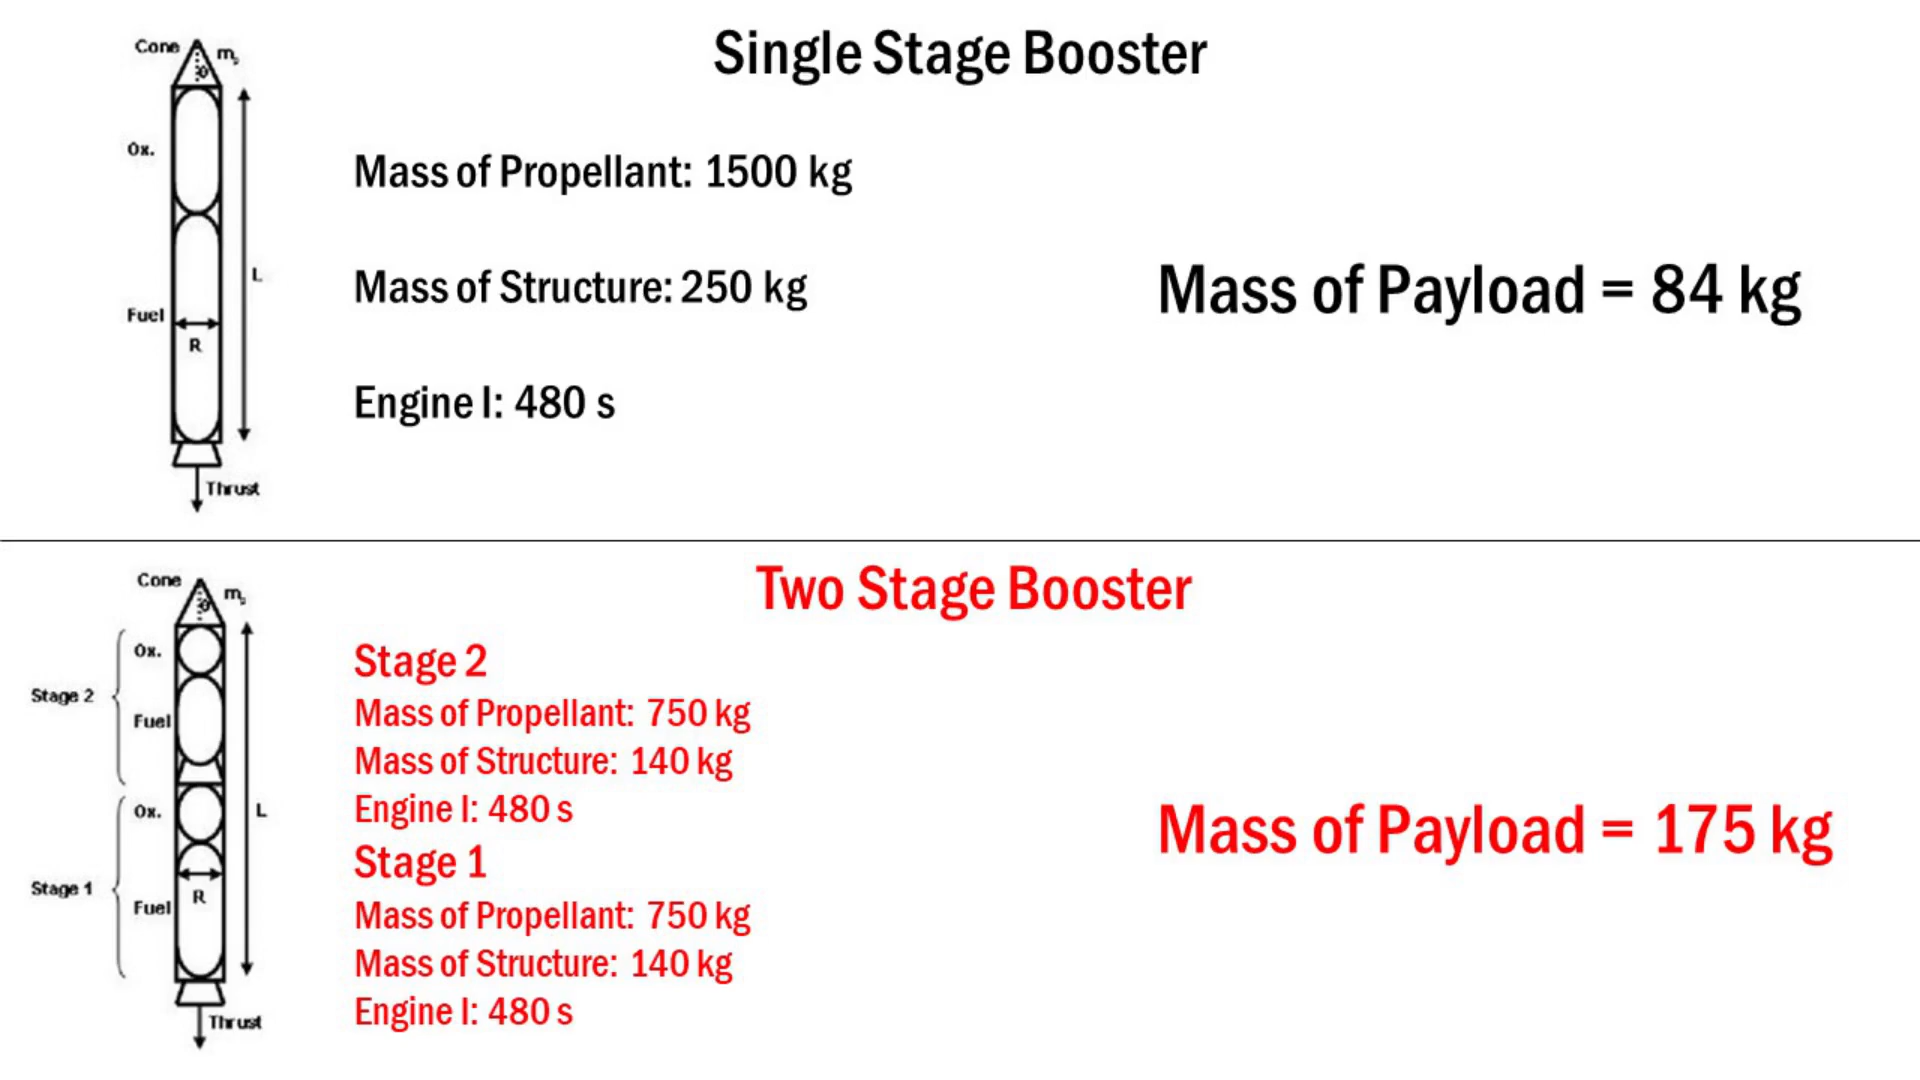 Single Stage Booster
Cone
m
Ox.
Mass of Propellant: 1500 kg
Mass of Structure: 250 kg
Mass of Payload = 84 kg
L
Fuel
R
Engine I: 480 s
Thrust
Two Stage Booster
Cone
m
Stage 2
Ox.
Stage 2
Mass of Propellant: 750 kg
Fuel
Mass of Structure: 140 kg
Engine I: 480 s
Ox.
L
Mass of Payload = 175 kg
Stage 1
Stage 1
R
Fuel
Mass of Propellant: 750 kg
Mass of Structure: 140 kg
Engine I: 480 s
Thrust